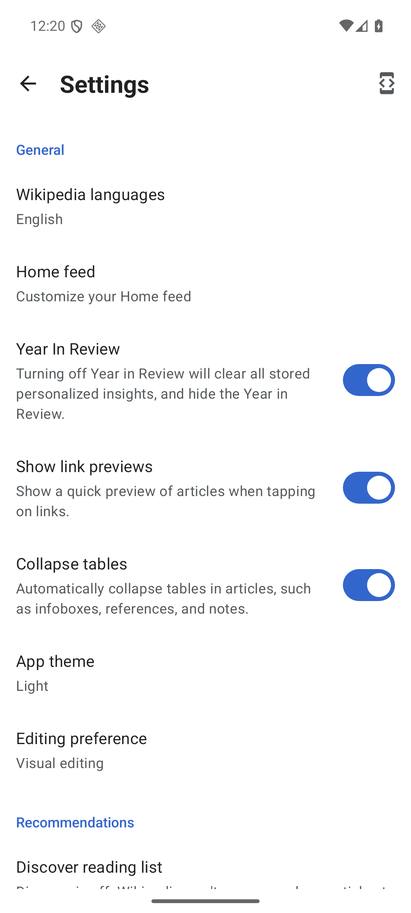 12:20
Settings
General
Wikipedia languages
English
Home feed
Customize your Home feed
Year In Review
Turning off Year in Review will clear all stored
personalized insights, and hide the Year in
Review.
Show link previews
Show a quick preview of articles when tapping
on links.
Collapse tables
Automatically collapse tables in articles, such
as infoboxes, references, and notes.
App theme
Light
Editing preference
Visual editing
Recommendations
Discover reading list